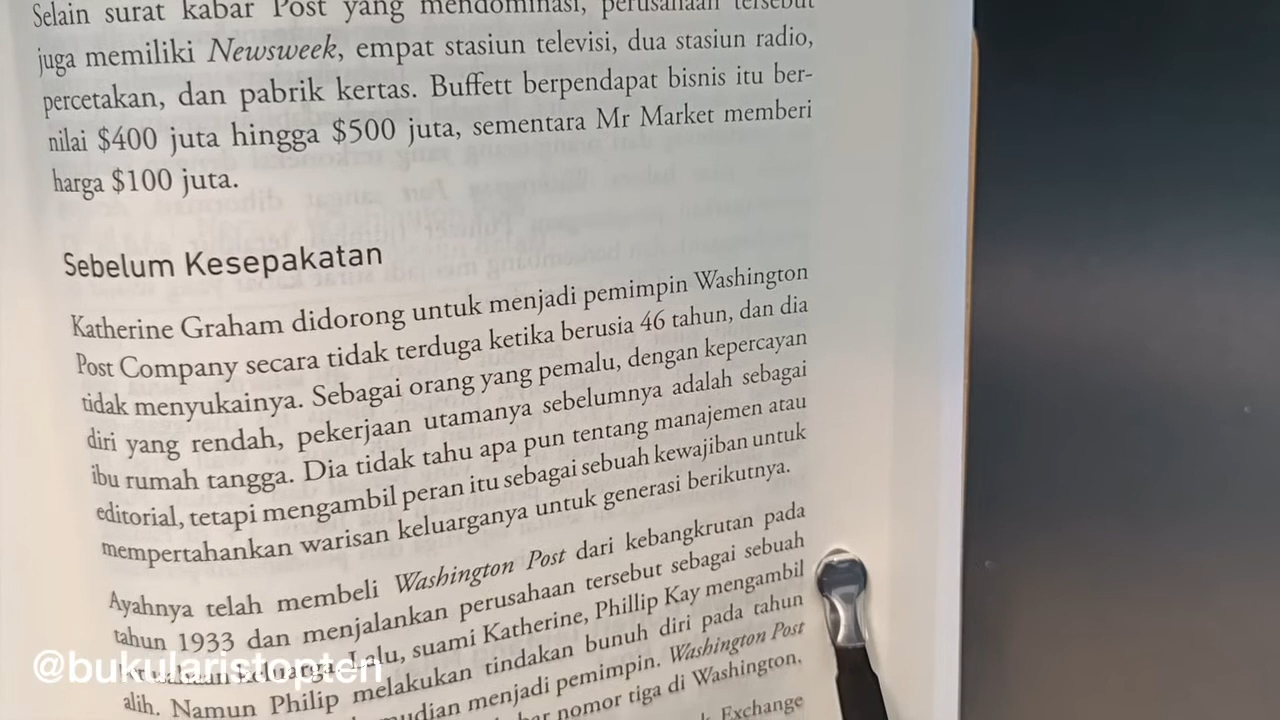 Selain surat kabar Post yang mendominasi, perusahaan tersebut
juga memiliki Newsweek, empat stasiun televisi, dua stasiun radio,
percetakan, dan pabrik kertas. Buffett berpendapat bisnis itu ber-
nilai $400 juta hingga $500 juta, sementara Mr Market memberi
harga $100 juta.
Sebelum Kesepakatan
Katherine Graham didorong untuk menjadi pemimpin Washington
Post Company secara tidak terduga ketika berusia 46 tahun, dan dia
tidak menyukainya. Sebagai orang yang pemalu, dengan kepercayan
diri yang rendah, pekerjaan utamanya sebelumnya adalah sebagai
ibu rumah tangga. Dia tidak tahu apa pun tentang manajemen atau
editorial, tetapi mengambil peran itu sebagai sebuah kewajiban untuk
mempertahankan warisan keluarganya untuk generasi berikutnya.
Ayahnya telah membeli Washington Post dari kebangkrutan pada
tahun 1933 dan menjalankan perusahaan tersebut sebagai sebuah
keluarga. Lalu, suami Katherine, Phillip Kay mengambil
alih. Namun Philip melakukan tindakan bunuh diri pada tahun
menjadi pemimpin. Washington Post
nomor tiga di Washington.
Exchange
@bukularistopten